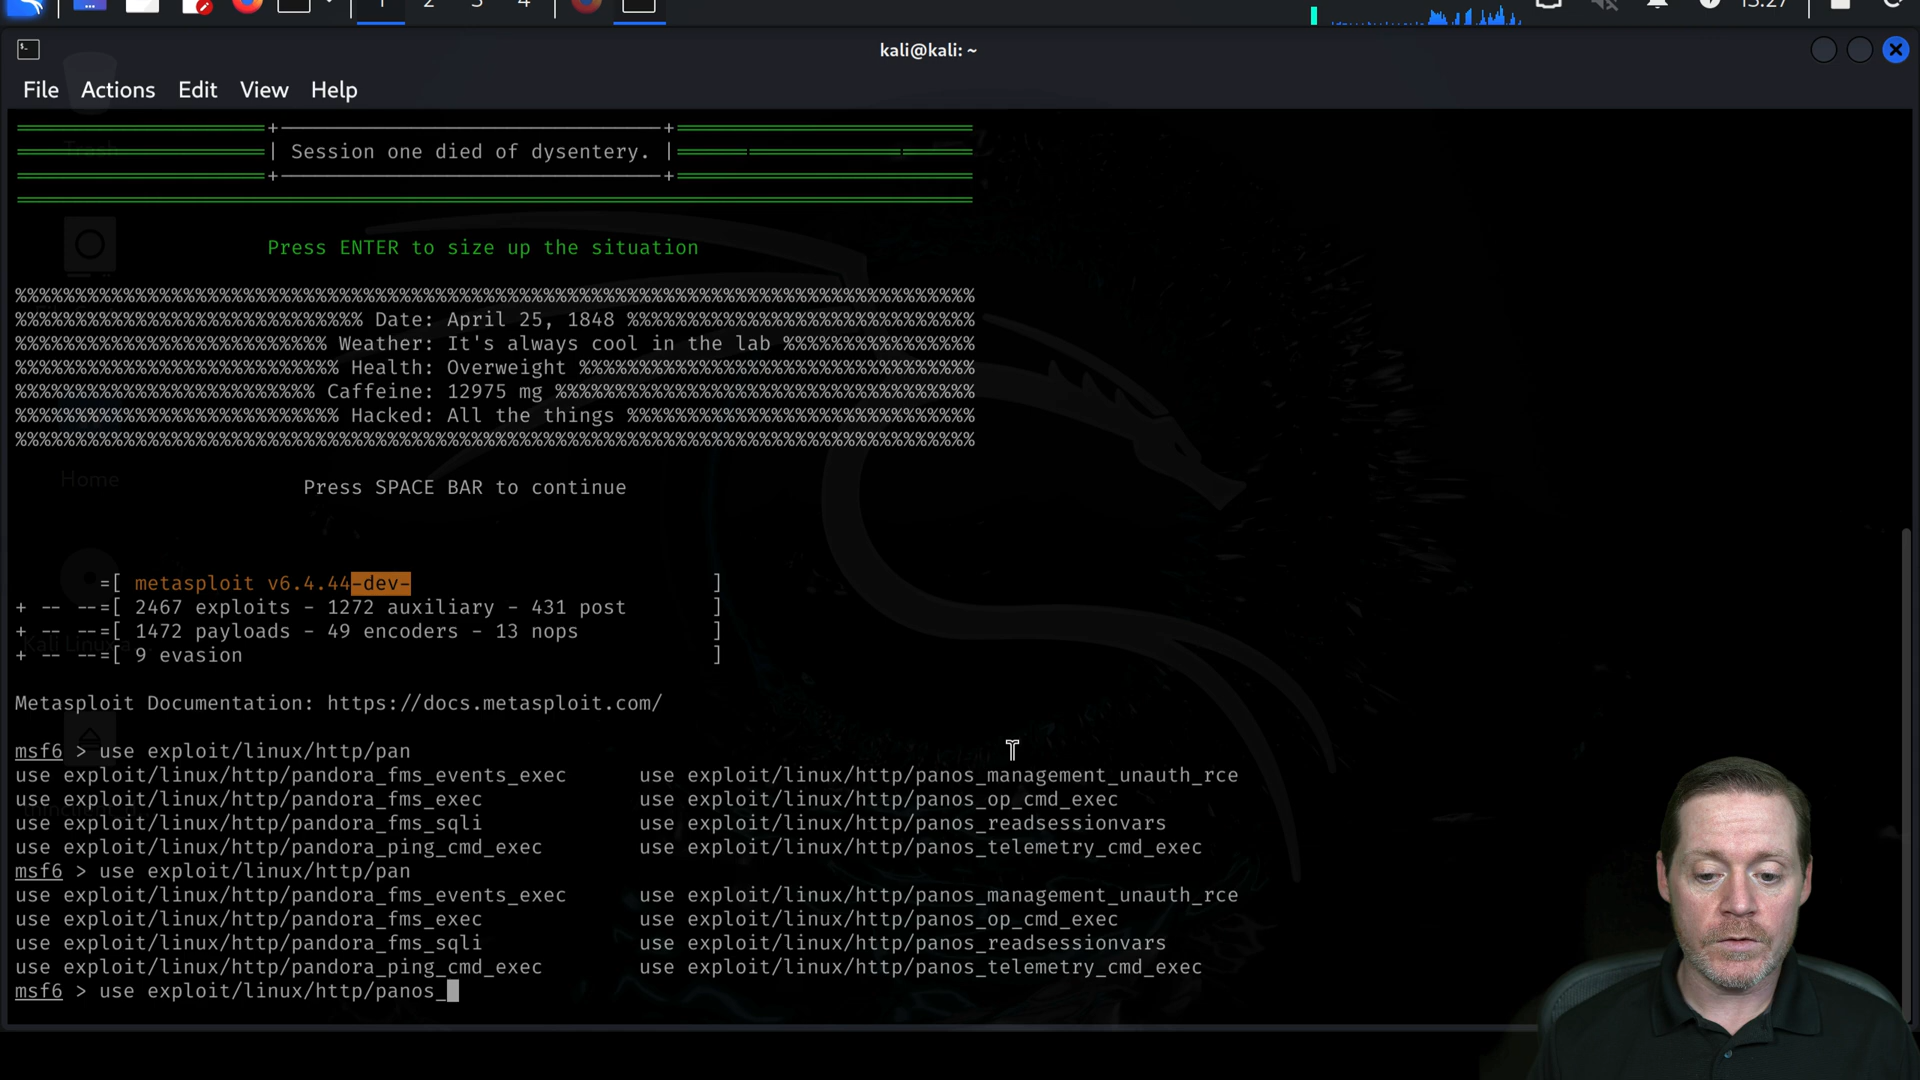 1 2 3 4 13:27
kali@kali: ~
File Actions Edit View Help
Session one died of dysentery.
Press ENTER to size up the situation
%%%%%%%%%%%%%%%%%%%%%%%%%%%%%%%%%%%%%%%%%%%%%%%%%%%%%%%%%%%%%%%%%%%%%%%%%%%%%%%%%%
%%%%%%%%%%%%%%%%%%%%%%%%%%%%% Date: April 25, 1848 %%%%%%%%%%%%%%%%%%%%%%%%%%%%%
%%%%%%%%%%%%%%%%%%%%%%%%%% Weather: It's always cool in the lab %%%%%%%%%%%%%%%%
%%%%%%%%%%%%%%%%%%%%%%%%%%% Health: Overweight %%%%%%%%%%%%%%%%%%%%%%%%%%%%%%%%%
%%%%%%%%%%%%%%%%%%%%%%%%% Caffeine: 12975 mg %%%%%%%%%%%%%%%%%%%%%%%%%%%%%%%%%%%
%%%%%%%%%%%%%%%%%%%%%%%%%%% Hacked: All the things %%%%%%%%%%%%%%%%%%%%%%%%%%%%%
%%%%%%%%%%%%%%%%%%%%%%%%%%%%%%%%%%%%%%%%%%%%%%%%%%%%%%%%%%%%%%%%%%%%%%%%%%%%%%%%%%
Home
Press SPACE BAR to continue
=[ metasploit v6.4.44-dev- ]
+ -- --=[ 2467 exploits - 1272 auxiliary - 431 post ]
+ -- --=[ 1472 payloads - 49 encoders - 13 nops ]
Kali Linux
+ -- --=[ 9 evasion ]
Metasploit Documentation: https://docs.metasploit.com/
msf6 > use exploit/linux/http/pan
use exploit/linux/http/pandora_fms_events_exec use exploit/linux/http/panos_management_unauth_rce
use exploit/linux/http/pandora_fms_exec use exploit/linux/http/panos_op_cmd_exec
use exploit/linux/http/pandora_fms_sqli use exploit/linux/http/panos_readsessionvars
use exploit/linux/http/pandora_ping_cmd_exec use exploit/linux/http/panos_telemetry_cmd_exec
msf6 > use exploit/linux/http/pan
use exploit/linux/http/pandora_fms_events_exec use exploit/linux/http/panos_management_unauth_rce
use exploit/linux/http/pandora_fms_exec use exploit/linux/http/panos_op_cmd_exec
use exploit/linux/http/pandora_fms_sqli use exploit/linux/http/panos_readsessionvars
use exploit/linux/http/pandora_ping_cmd_exec use exploit/linux/http/panos_telemetry_cmd_exec
msf6 > use exploit/linux/http/panos_